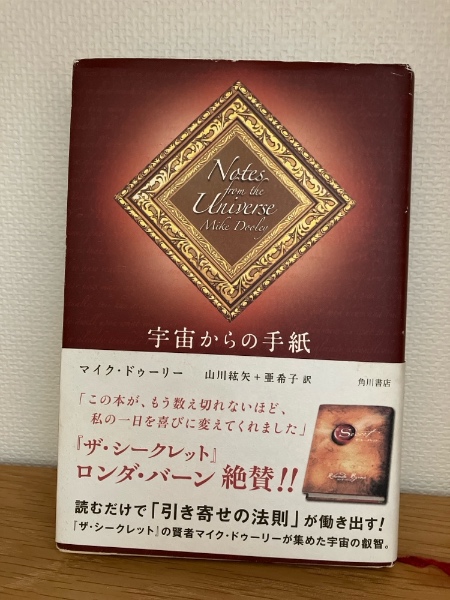 Notes
from the
Universe
Mike Dooley
宇宙からの手紙
マイク・ドゥーリー 山川紘矢+亜希子 訳 角川書店
「この本が、もう数え切れないほど、
私の一日を喜びに変えてくれました」
『ザ・シークレット』
ロンダ・バーン 絶賛!!
Secret
読むだけで「引き寄せの法則」が働き出す!
『ザ・シークレット』の賢者マイク・ドゥーリーが集めた宇宙の叡智。